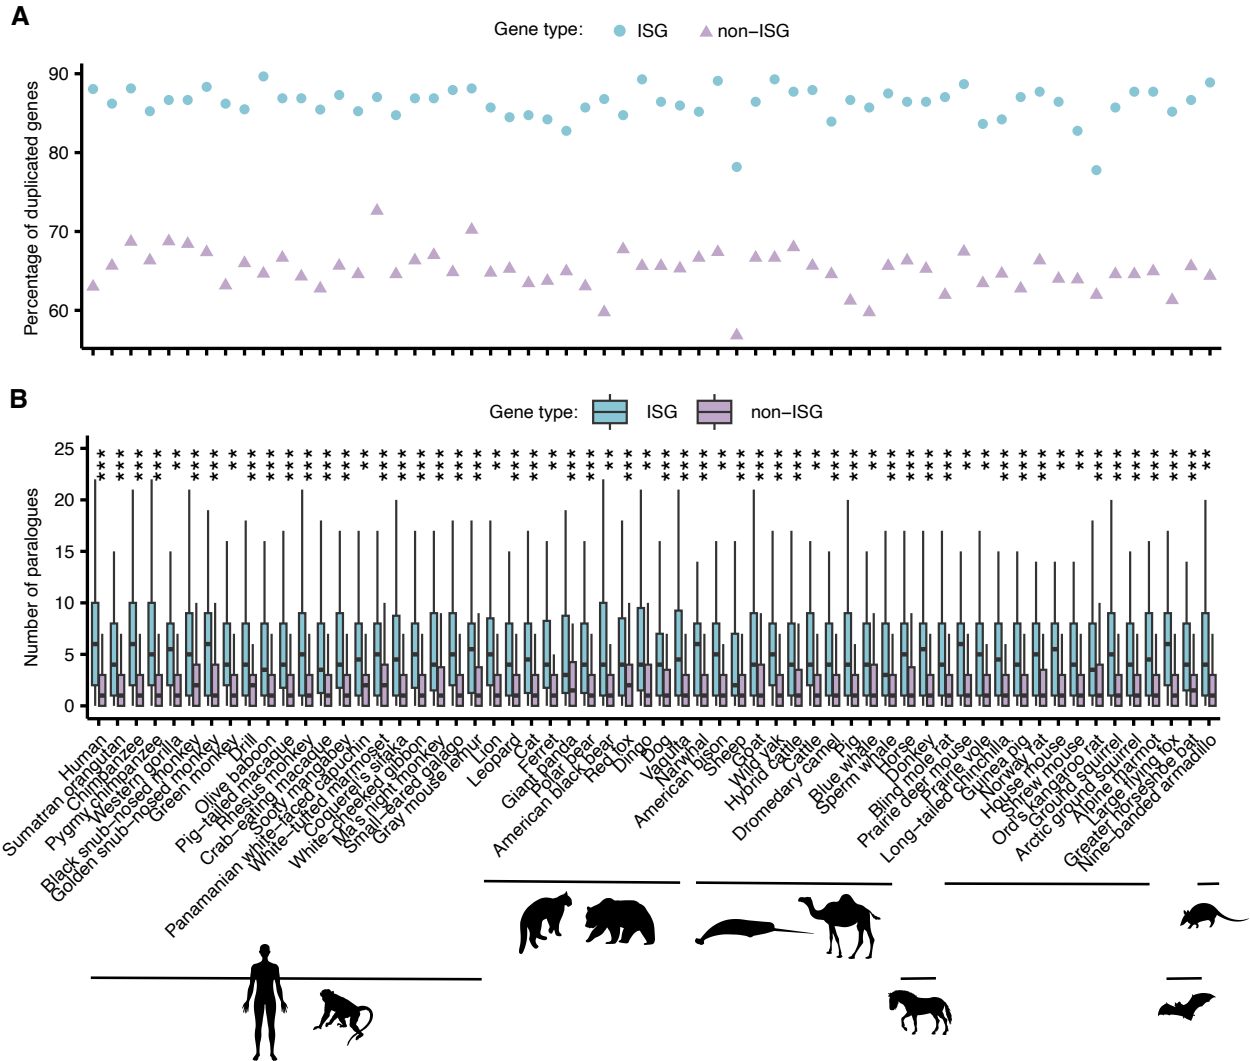 A
Gene type: ISG non−ISG
Percentage of duplicated genes
90
80
70
60
B
Gene type: ISG non−ISG
Number of paralogues
25
20
15
10
5
0
Human
Sumatran orangutan
Chimpanzee
Pygmy chimpanzee
Western gorilla
Black snub−nosed monkey
Golden snub−nosed monkey
Green monkey
Drill
Olive baboon
Pig−tailed macaque
Rhesus monkey
Crab−eating macaque
Sooty mangabey
Panamanian white−faced capuchin
White−tufted marmoset
Coquerel's sifaka
White−cheeked gibbon
Ma's night monkey
Small−eared galago
Gray mouse lemur
Lion
Leopard
Cat
Ferret
Giant panda
Polar bear
American black bear
Red fox
Dingo
Dog
Vaquita
Narwhal
American bison
Sheep
Goat
Wild yak
Hybrid cattle
Cattle
Dromedary camel
Pig
Blue whale
Sperm whale
Horse
Donkey
Blind mole rat
Prairie deer mouse
Prairie vole
Long−tailed chinchilla
Guinea pig
Norway rat
House mouse
Shrew mouse
Ord's kangaroo rat
Ground squirrel
Arctic ground squirrel
Alpine marmot
Large flying fox
Greater horseshoe bat
Nine−banded armadillo